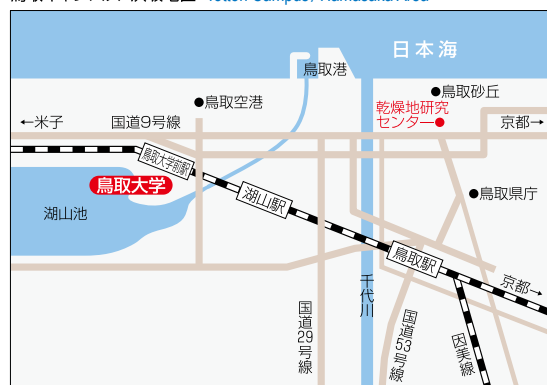 日本海
鳥取港
鳥取砂丘
鳥取空港
乾燥地研究
センター
←米子
国道9号線
京都→
鳥取大学前駅
鳥取大学
湖山池
湖山駅
鳥取県庁
鳥取駅
京都→
千代川
国道29号線
国道53号線
因美線